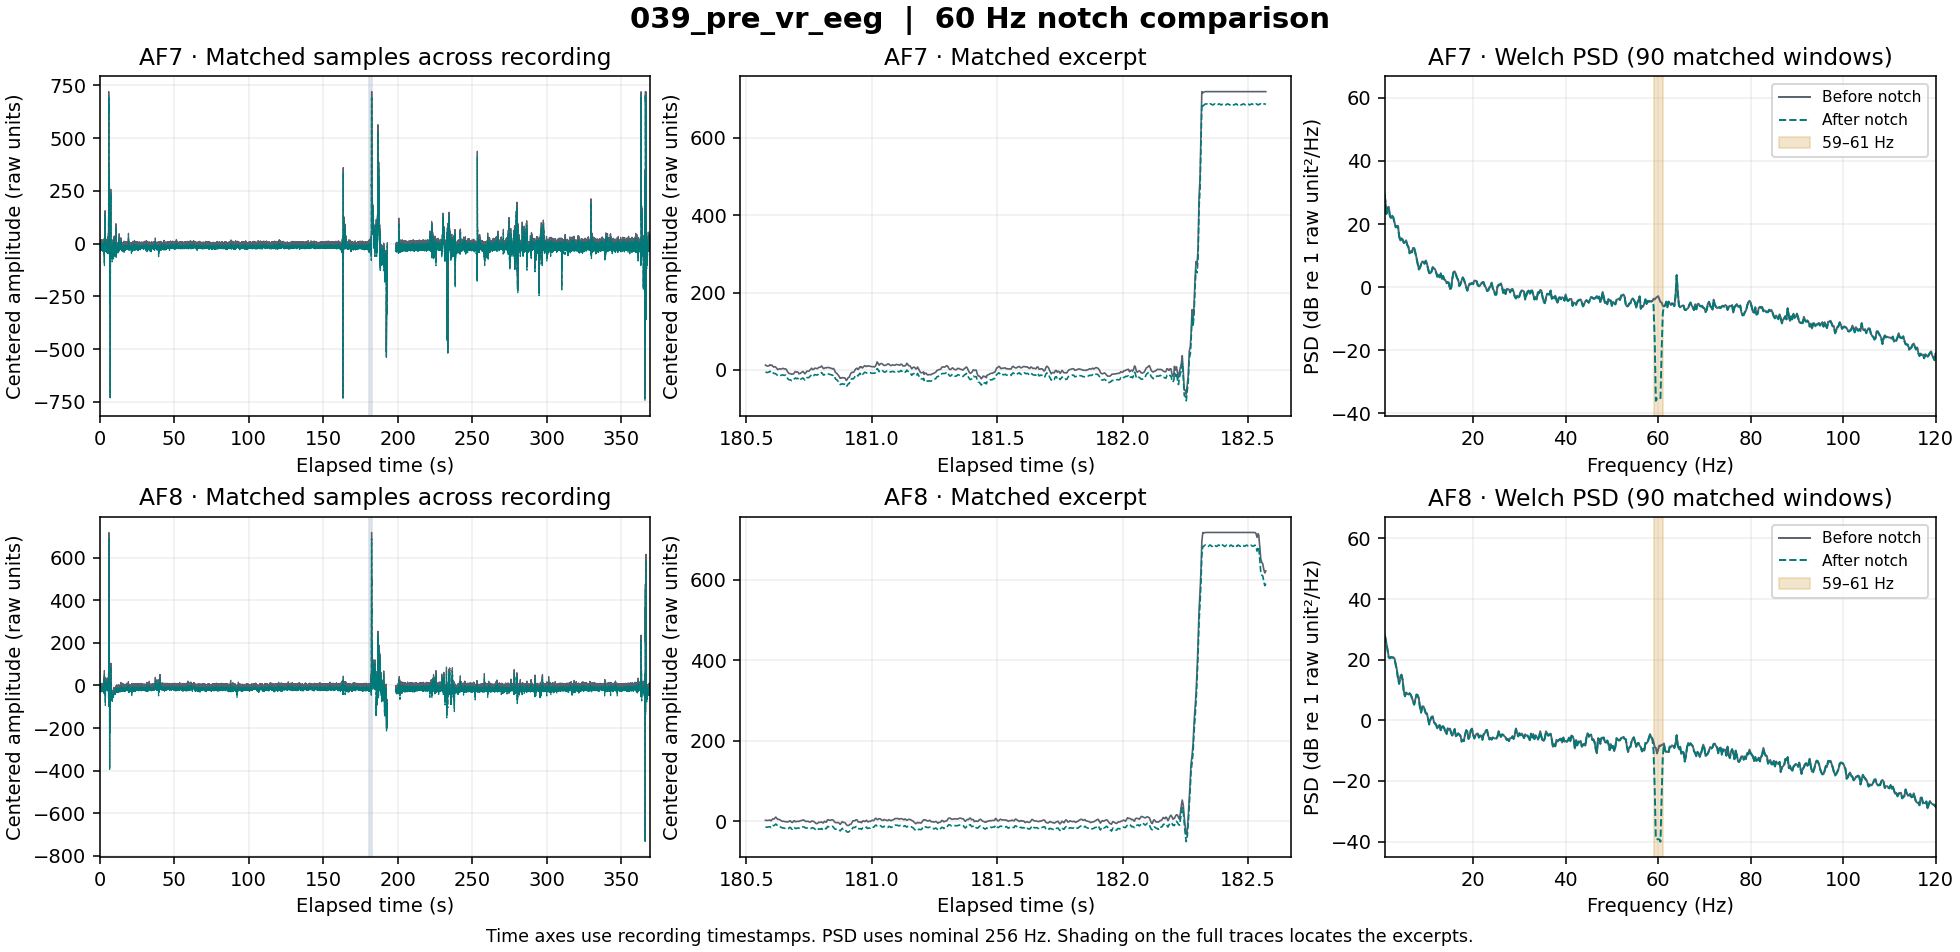 039_pre_vr_eeg  |  60 Hz notch comparison
AF7 · Matched samples across recording
AF7 · Matched excerpt
AF7 · Welch PSD (90 matched windows)
Centered amplitude (raw units)
750
500
250
0
−250
−500
−750
0
50
100
150
200
250
300
350
Elapsed time (s)
Centered amplitude (raw units)
600
400
200
0
180.5
181.0
181.5
182.0
182.5
Elapsed time (s)
PSD (dB re 1 raw unit²/Hz)
60
40
20
0
−20
−40
20
40
60
80
100
120
Frequency (Hz)
Before notch
After notch
59–61 Hz
AF8 · Matched samples across recording
AF8 · Matched excerpt
AF8 · Welch PSD (90 matched windows)
Centered amplitude (raw units)
600
400
200
0
−200
−400
−600
−800
0
50
100
150
200
250
300
350
Elapsed time (s)
Centered amplitude (raw units)
600
400
200
0
180.5
181.0
181.5
182.0
182.5
Elapsed time (s)
PSD (dB re 1 raw unit²/Hz)
60
40
20
0
−20
−40
20
40
60
80
100
120
Frequency (Hz)
Before notch
After notch
59–61 Hz
Time axes use recording timestamps. PSD uses nominal 256 Hz. Shading on the full traces locates the excerpts.